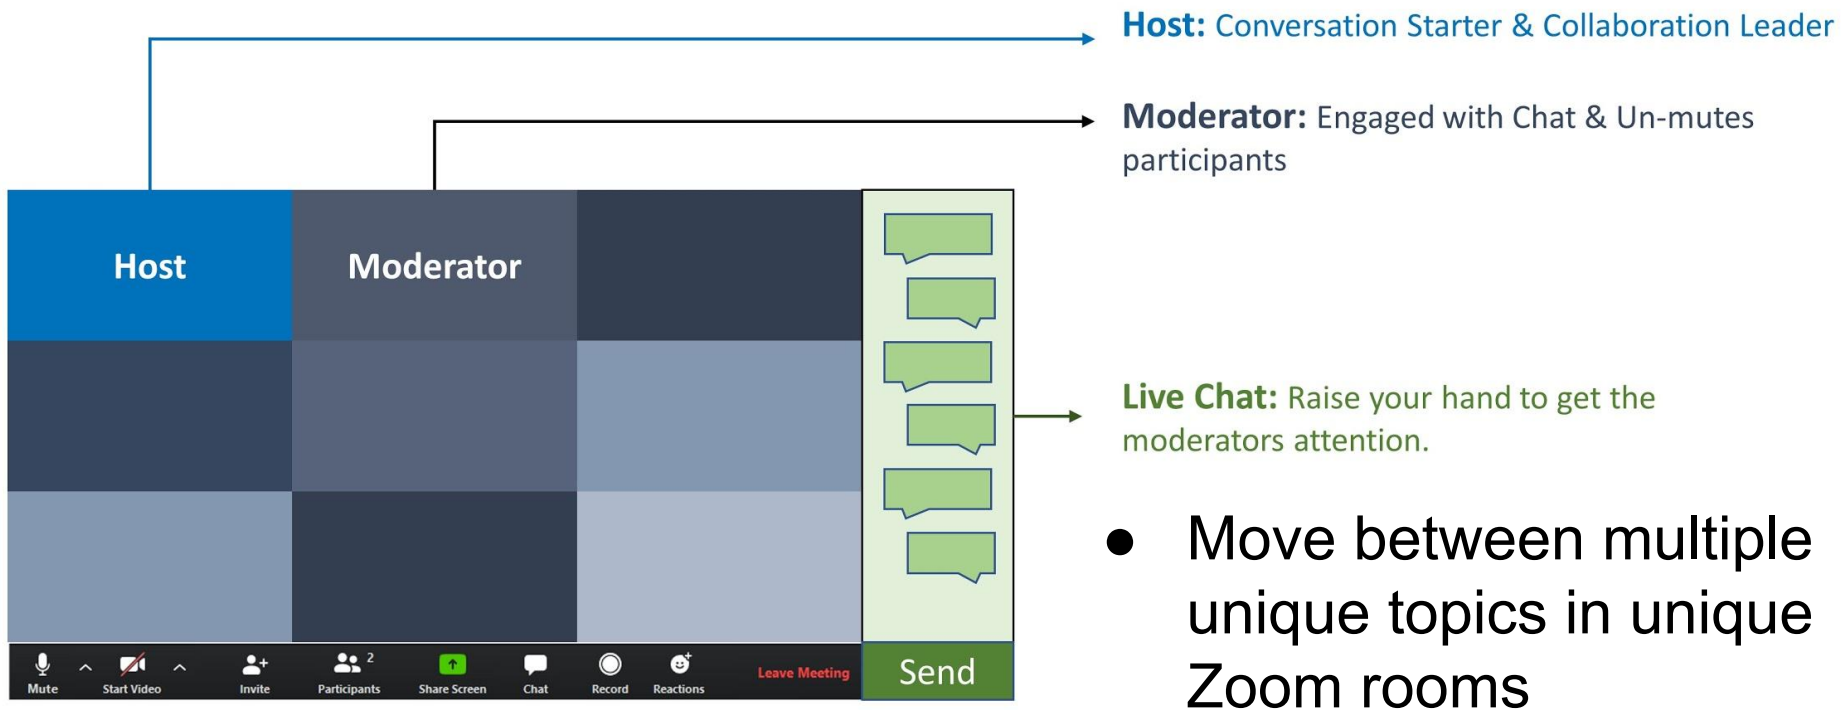 Host: Conversation Starter & Collaboration Leader
Moderator: Engaged with Chat & Un-mutes
participants
Host
Moderator
Live Chat: Raise your hand to get the
moderators attention.
● Move between multiple
unique topics in unique
Zoom rooms
2
Mute
Start Video
Invite
Participants
Share Screen
Chat
Record
Reactions
Leave Meeting
Send